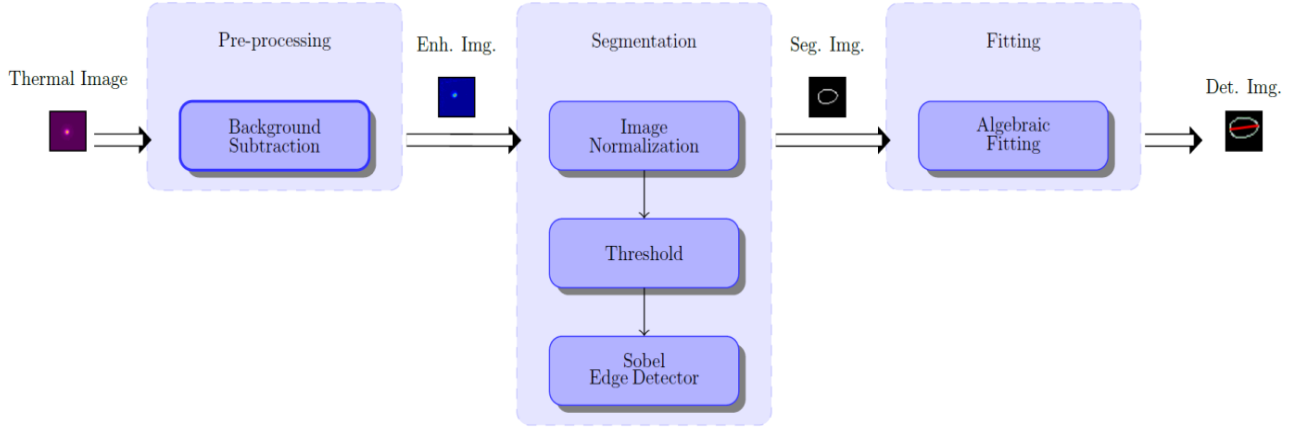 Thermal Image
Pre-processing
Background
Subtraction
Enh. Img.
Segmentation
Image
Normalization
Threshold
Sobel
Edge Detector
Seg. Img.
Fitting
Algebraic
Fitting
Det. Img.